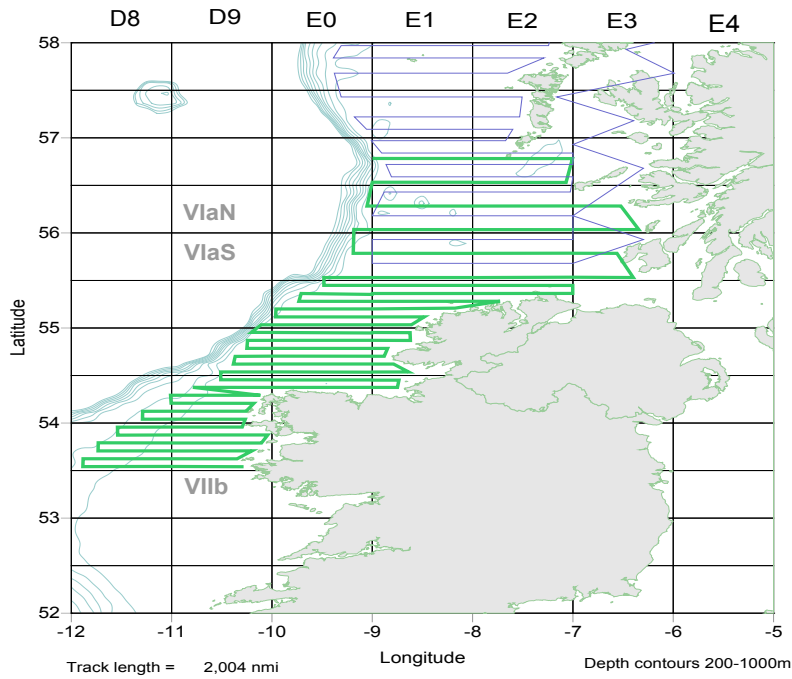 D8 D9 E0 E1 E2 E3 E4
58
57
VIaN
56
VIaS
55
54
VIIb
53
52
Latitude
-12 -11 -10 -9 -8 -7 -6 -5
Longitude
Track length = 2,004 nmi
Depth contours 200-1000m